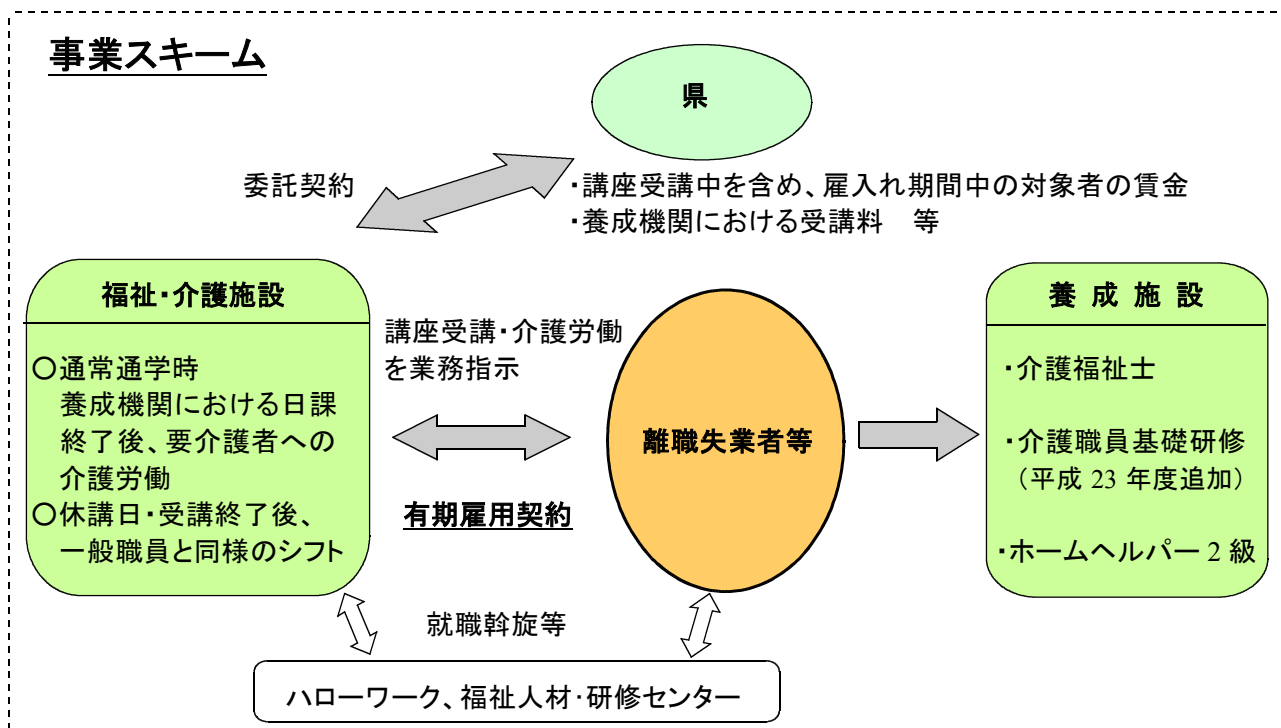 事業スキーム
県
委託契約
・講座受講中を含め、雇入れ期間中の対象者の賃金
・養成機関における受講料　等
福祉・介護施設
○通常通学時
養成機関における日課
終了後、要介護者への
介護労働
○休講日・受講終了後、
一般職員と同様のシフト
講座受講・介護労働
を業務指示
有期雇用契約
離職失業者等
養 成 施 設
・介護福祉士
・介護職員基礎研修
（平成 23 年度追加）
・ホームヘルパー 2 級
就職斡旋等
ハローワーク、福祉人材・研修センター